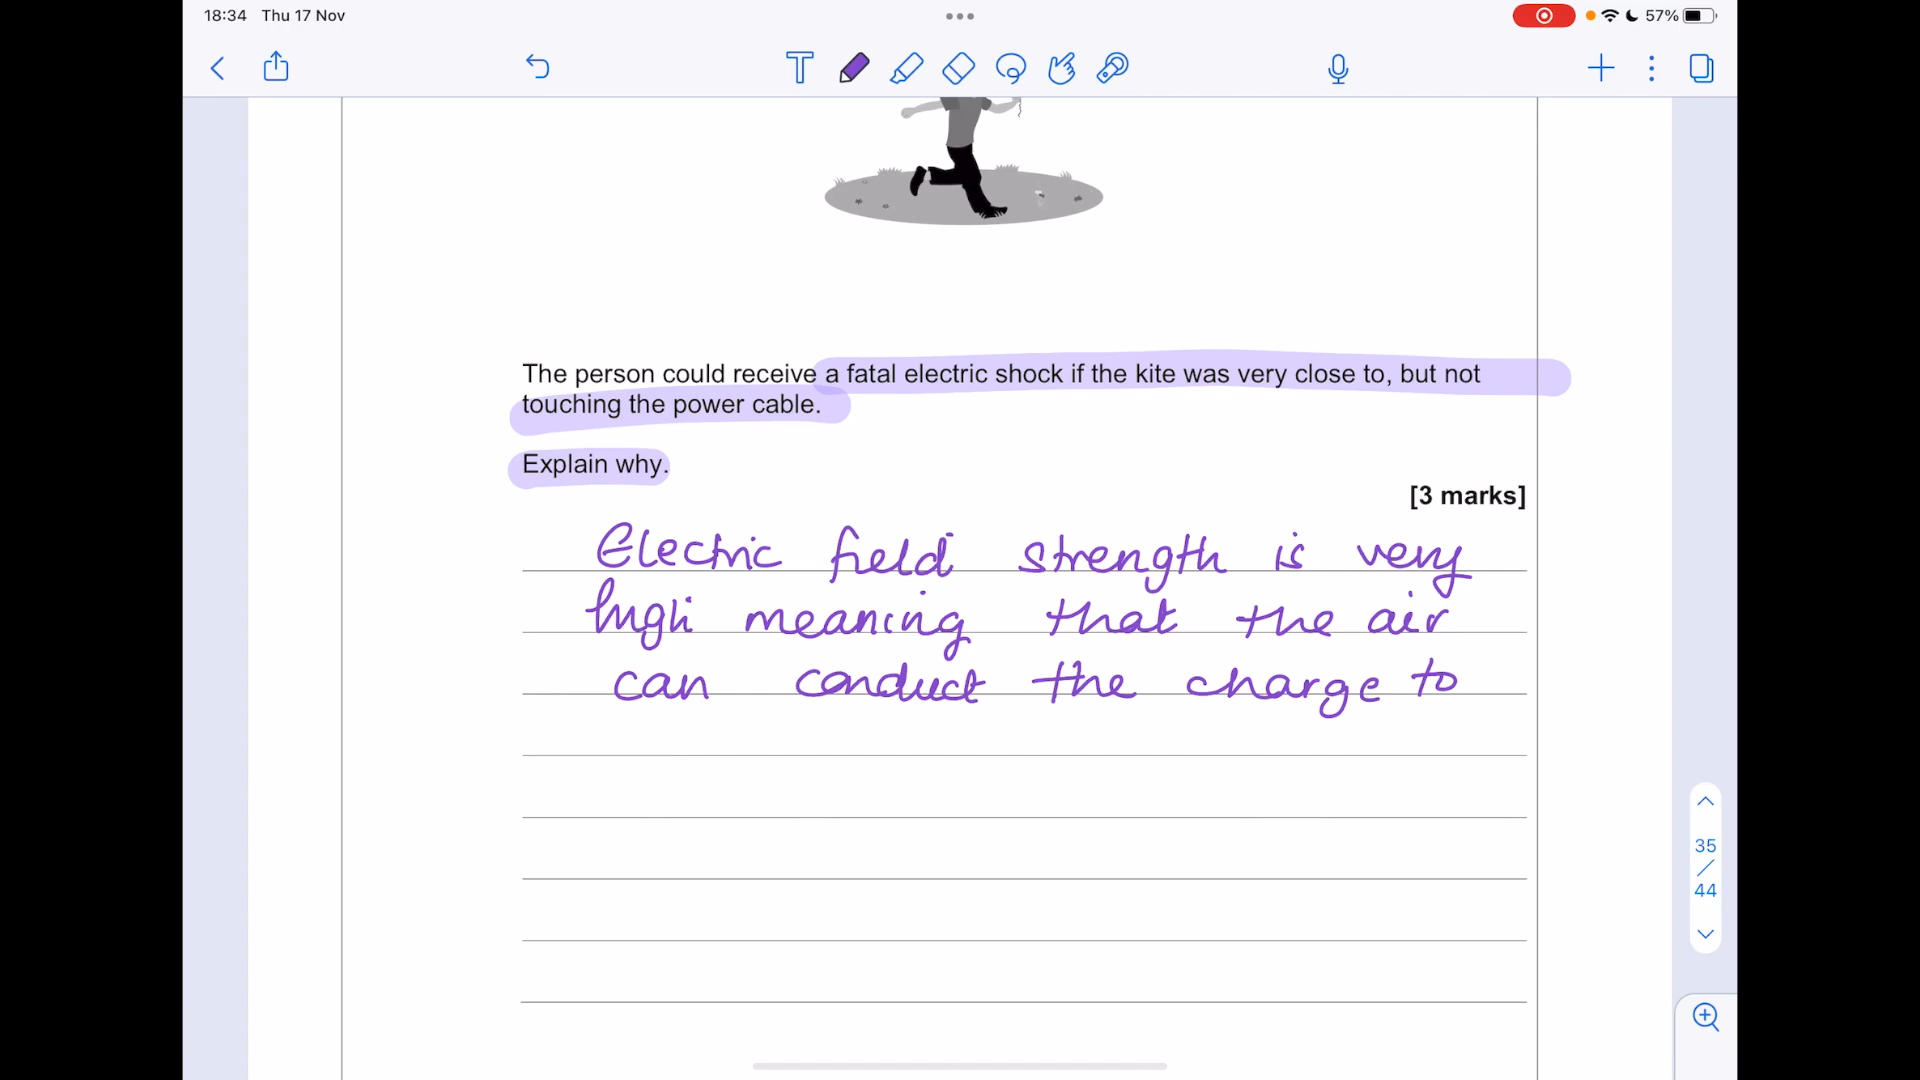 18:34 Thu 17 Nov
57%
T
The person could receive a fatal electric shock if the kite was very close to, but not
touching the power cable.
Explain why.
[3 marks]
Electric field strength is very
high meaning that the air
can conduct the charge to
35
/
44